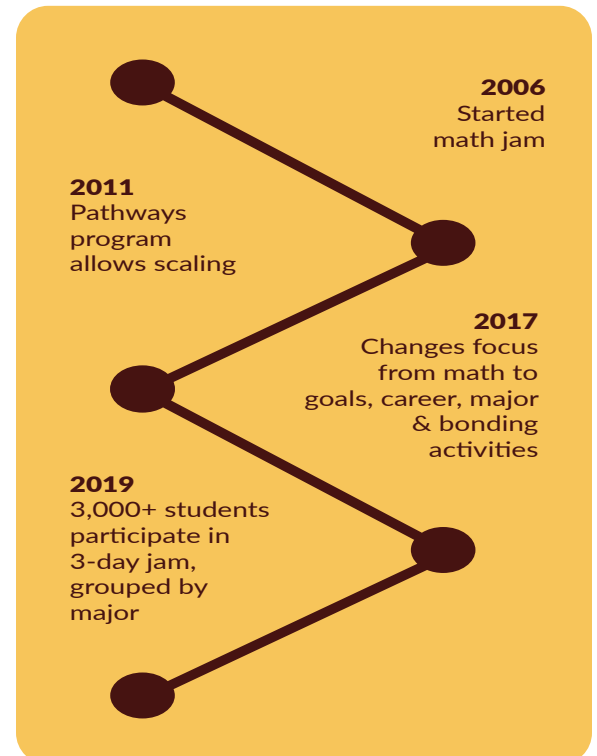 2006
Started
math jam
2011
Pathways
program
allows scaling
2017
Changes focus
from math to
goals, career, major
& bonding
activities
2019
3,000+ students
participate in
3-day jam,
grouped by
major